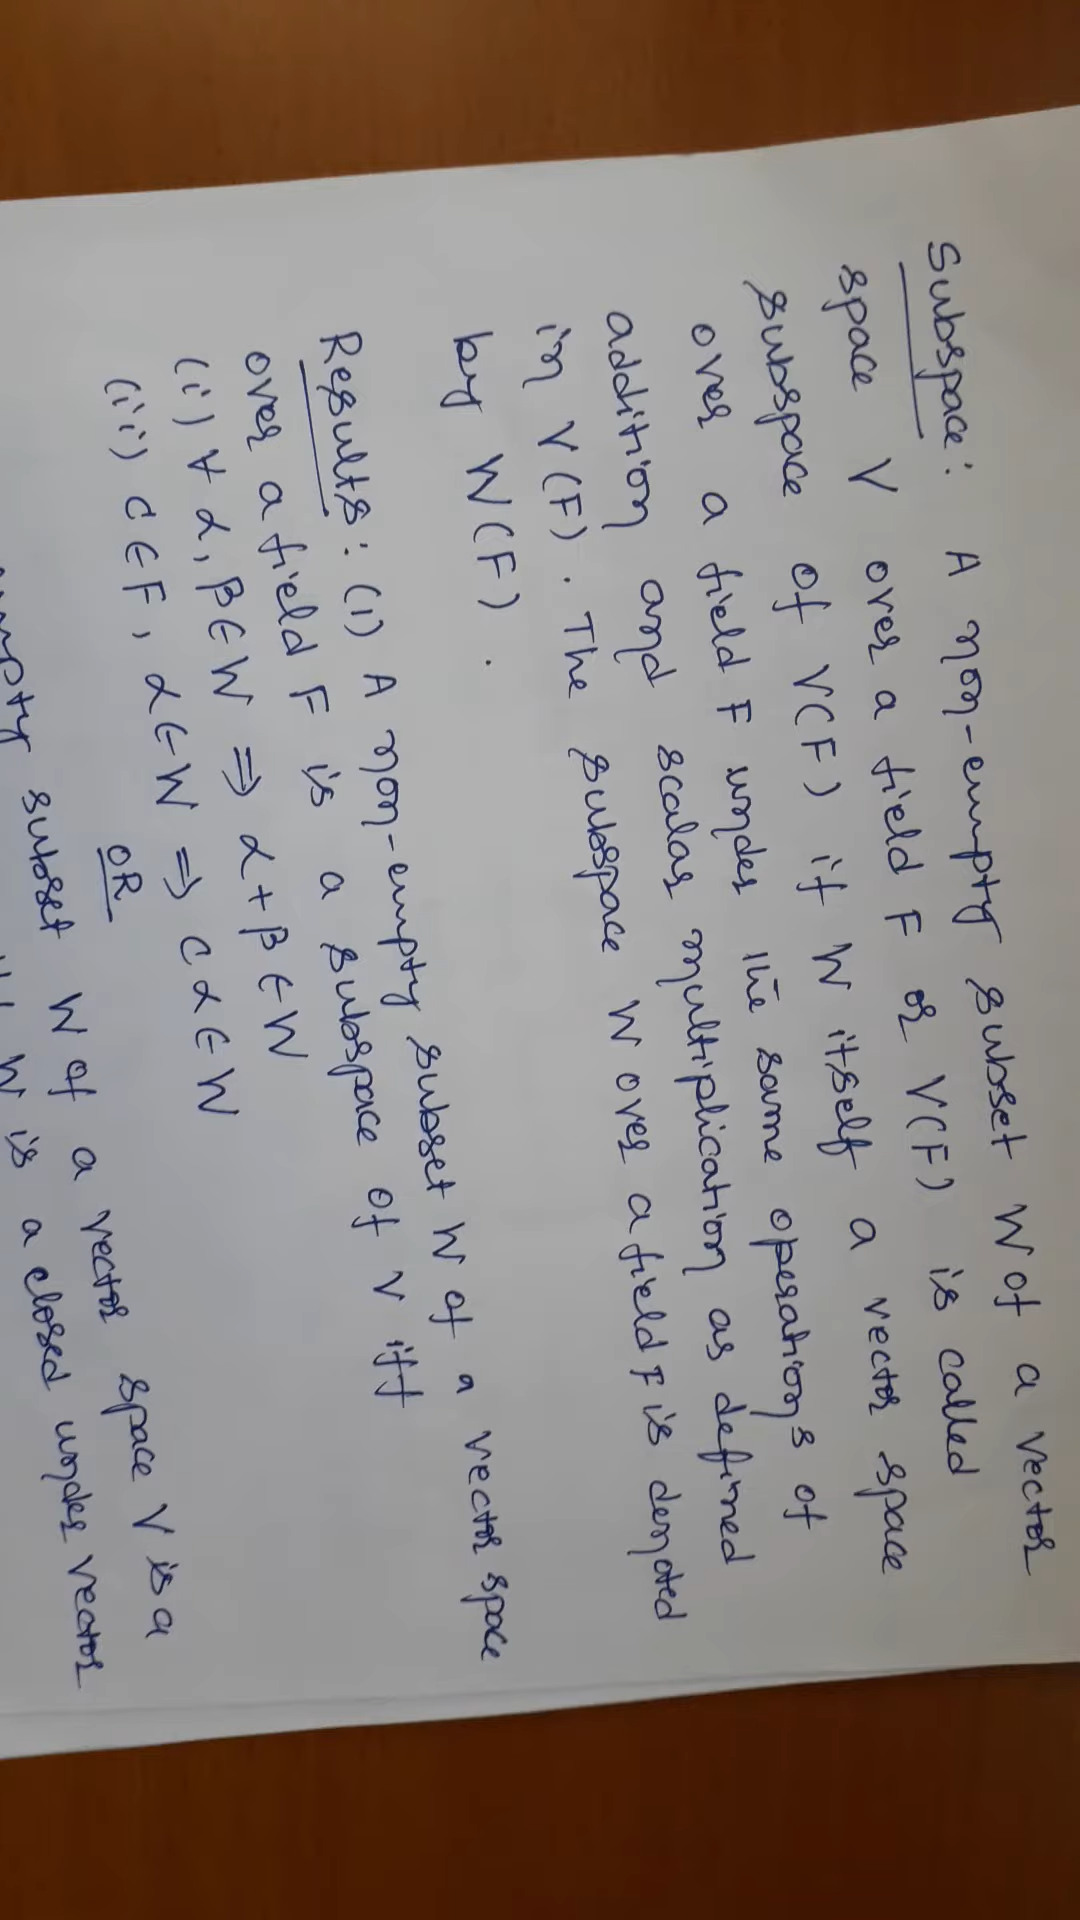 Subspace: A non-empty subset W of a vector
space V over a field F or V(F) is called
subspace of V(F) if W itself a vector space
over a field F under the same operations of
addition and scalar multiplication as defined
in V(F). The subspace W over a field F is denoted
by W(F).
Results: (1) A non-empty subset W of a vector space
over a field F is a subspace of V iff
(i) ∀ α, β ∈ W ⇒ α + β ∈ W
(ii) c ∈ F, α ∈ W ⇒ cα ∈ W
OR
subset W of a vector space V is a
W is a closed under vector